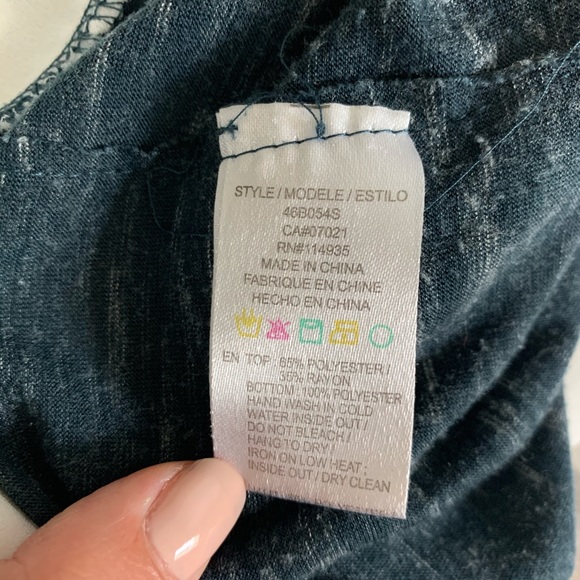 STYLE / MODELE / ESTILO
46B054S
CA#07021
RN#114935
MADE IN CHINA
FABRIQUE EN CHINE
HECHO EN CHINA
EN TOP : 65% POLYESTER /
35% RAYON
BOTTOM: 100% POLYESTER
HAND WASH IN COLD
WATER INSIDE OUT /
DO NOT BLEACH /
HANG TO DRY /
IRON ON LOW HEAT ;
INSIDE OUT / DRY CLEAN